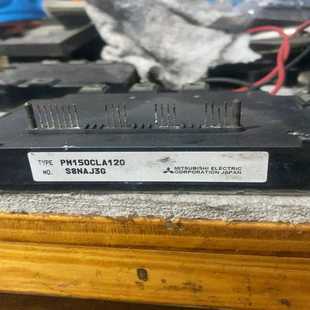 TYPE PM150CLA120
NO. S8NAJ3G
MITSUBISHI ELECTRIC
CORPORATION JAPAN